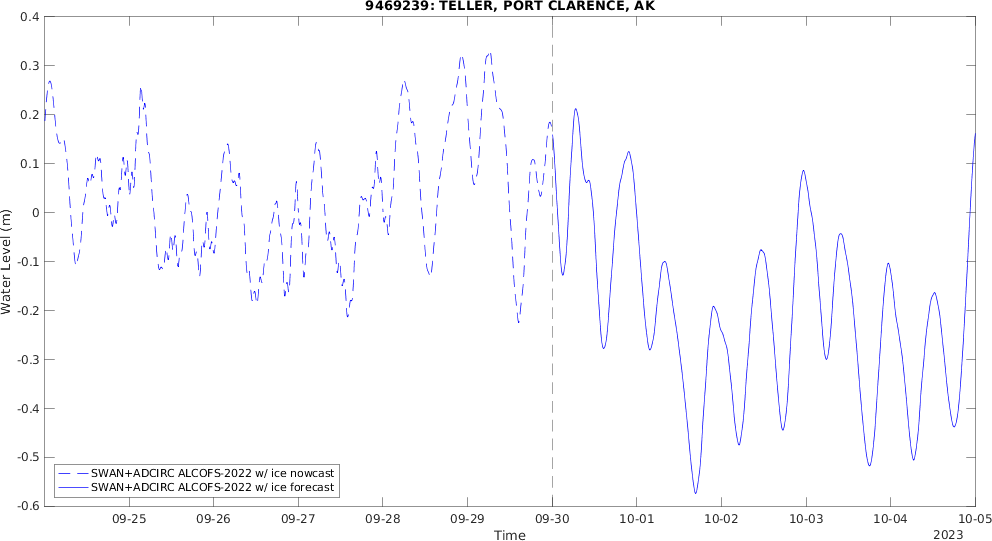 9469239: TELLER, PORT CLARENCE, AK
Water Level (m)
0.4
0.3
0.2
0.1
0
-0.1
-0.2
-0.3
-0.4
-0.5
-0.6
SWAN+ADCIRC ALCOFS-2022 w/ ice nowcast
SWAN+ADCIRC ALCOFS-2022 w/ ice forecast
09-25 09-26 09-27 09-28 09-29 09-30 10-01 10-02 10-03 10-04 10-05
Time
2023